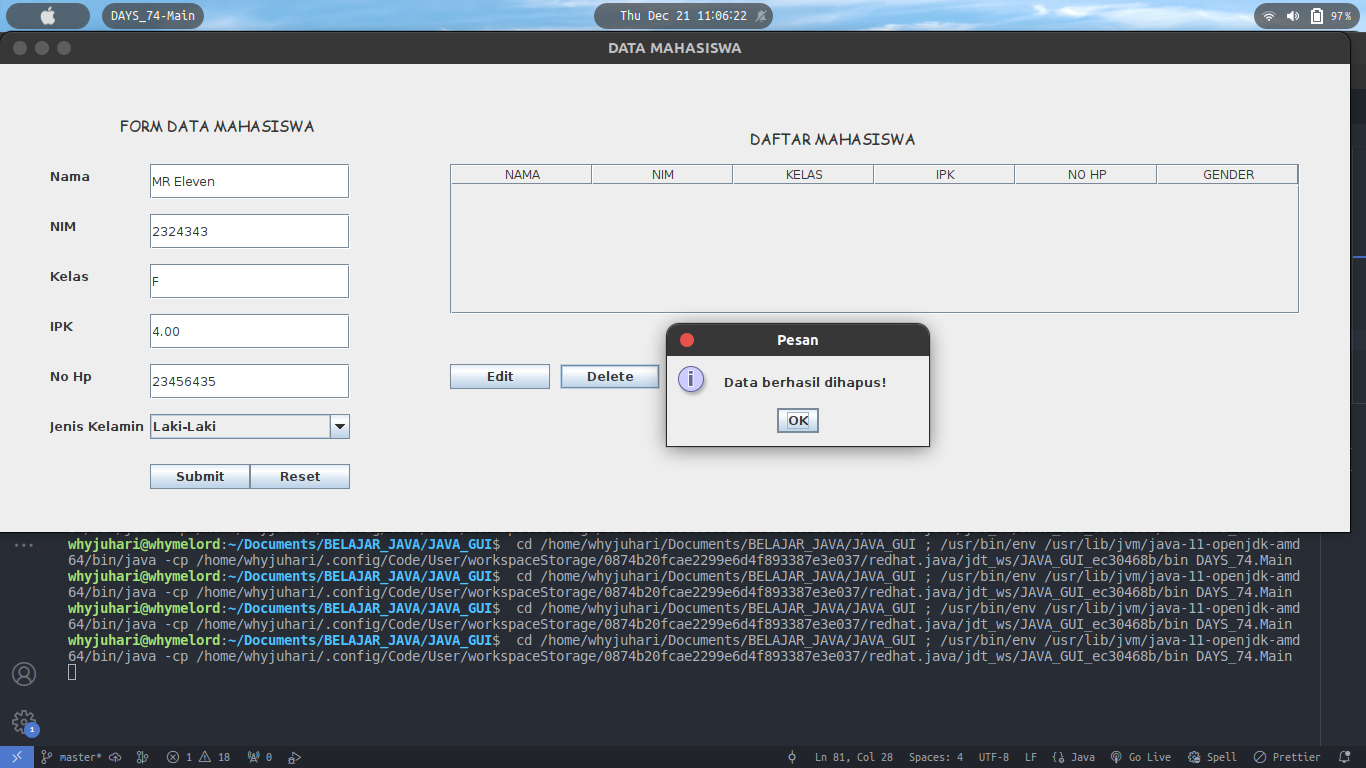 DAYS_74-Main
Thu Dec 21 11:06:22
97%
DATA MAHASISWA
FORM DATA MAHASISWA
Nama
MR Eleven
NIM
2324343
Kelas
F
IPK
4.00
No Hp
23456435
Jenis Kelamin
Laki-Laki
Submit
Reset
DAFTAR MAHASISWA
NAMA NIM KELAS IPK NO HP GENDER
Edit
Delete
Pesan
i
Data berhasil dihapus!
OK
whyjuhari@whymelord:~/Documents/BELAJAR_JAVA/JAVA_GUI$ cd /home/whyjuhari/Documents/BELAJAR_JAVA/JAVA_GUI ; /usr/bin/env /usr/lib/jvm/java-11-openjdk-amd
64/bin/java -cp /home/whyjuhari/.config/Code/User/workspaceStorage/0874b20fcae2299e6d4f893387e3e037/redhat.java/jdt_ws/JAVA_GUI_ec30468b/bin DAYS_74.Main
whyjuhari@whymelord:~/Documents/BELAJAR_JAVA/JAVA_GUI$ cd /home/whyjuhari/Documents/BELAJAR_JAVA/JAVA_GUI ; /usr/bin/env /usr/lib/jvm/java-11-openjdk-amd
64/bin/java -cp /home/whyjuhari/.config/Code/User/workspaceStorage/0874b20fcae2299e6d4f893387e3e037/redhat.java/jdt_ws/JAVA_GUI_ec30468b/bin DAYS_74.Main
whyjuhari@whymelord:~/Documents/BELAJAR_JAVA/JAVA_GUI$ cd /home/whyjuhari/Documents/BELAJAR_JAVA/JAVA_GUI ; /usr/bin/env /usr/lib/jvm/java-11-openjdk-amd
64/bin/java -cp /home/whyjuhari/.config/Code/User/workspaceStorage/0874b20fcae2299e6d4f893387e3e037/redhat.java/jdt_ws/JAVA_GUI_ec30468b/bin DAYS_74.Main
whyjuhari@whymelord:~/Documents/BELAJAR_JAVA/JAVA_GUI$ cd /home/whyjuhari/Documents/BELAJAR_JAVA/JAVA_GUI ; /usr/bin/env /usr/lib/jvm/java-11-openjdk-amd
64/bin/java -cp /home/whyjuhari/.config/Code/User/workspaceStorage/0874b20fcae2299e6d4f893387e3e037/redhat.java/jdt_ws/JAVA_GUI_ec30468b/bin DAYS_74.Main
1
master* 1 18 0 Ln 81, Col 28 Spaces: 4 UTF-8 LF {} Java Go Live Spell Prettier